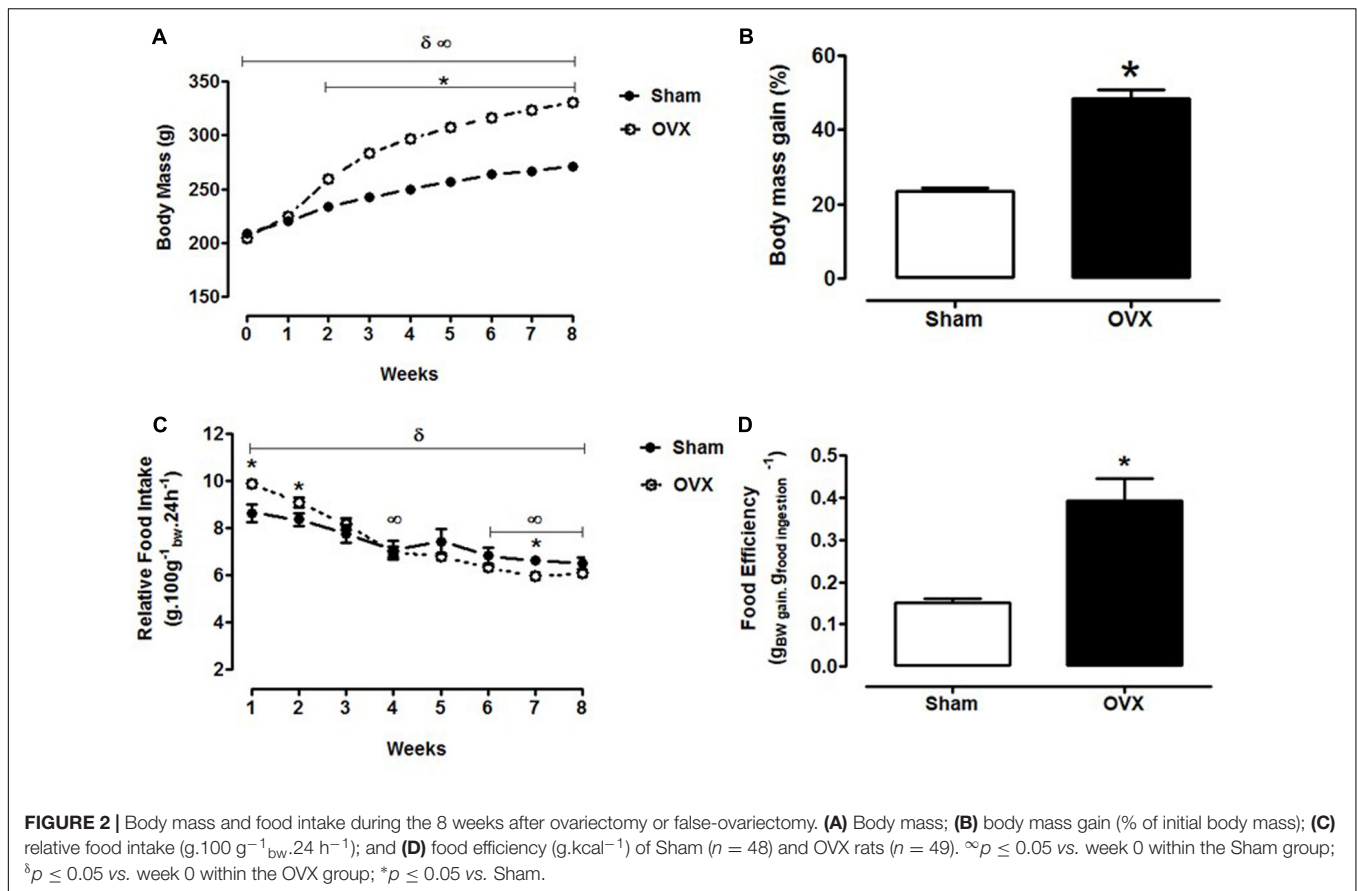 A
δ ∞
*
350
300
250
200
150
Body Mass (g)
0 1 2 3 4 5 6 7 8
Weeks
Sham
OVX
B
60
40
20
0
Body mass gain (%)
*
Sham OVX
C
12
10
8
6
4
2
Relative Food Intake
(g.100g⁻¹bw.24h⁻¹)
δ
* * ∞ ∞
*
1 2 3 4 5 6 7 8
Weeks
Sham
OVX
D
0.5
0.4
0.3
0.2
0.1
0.0
Food Efficiency
(gBW gain.gfood ingestion⁻¹)
*
Sham OVX
FIGURE 2 | Body mass and food intake during the 8 weeks after ovariectomy or false-ovariectomy. (A) Body mass; (B) body mass gain (% of initial body mass); (C)
relative food intake (g.100 g⁻¹bw.24 h⁻¹); and (D) food efficiency (g.kcal⁻¹) of Sham (n = 48) and OVX rats (n = 49). ∞p ≤ 0.05 vs. week 0 within the Sham group;
δp ≤ 0.05 vs. week 0 within the OVX group; *p ≤ 0.05 vs. Sham.